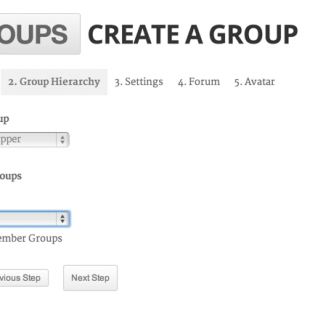 OUPS CREATE A GROUP
2. Group Hierarchy 3. Settings 4. Forum 5. Avatar
up
pper
oups
ember Groups
vious Step Next Step